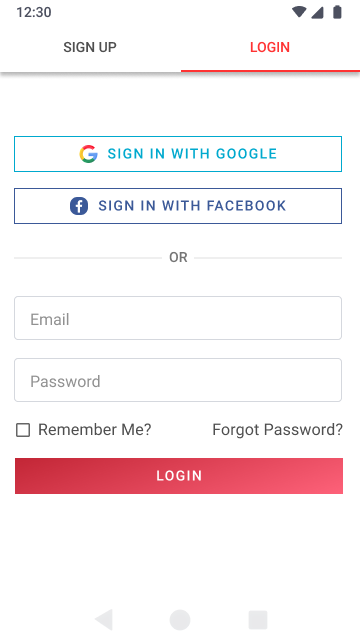 12:30
SIGN UP
LOGIN
SIGN IN WITH GOOGLE
SIGN IN WITH FACEBOOK
OR
Email
Password
Remember Me?
Forgot Password?
LOGIN